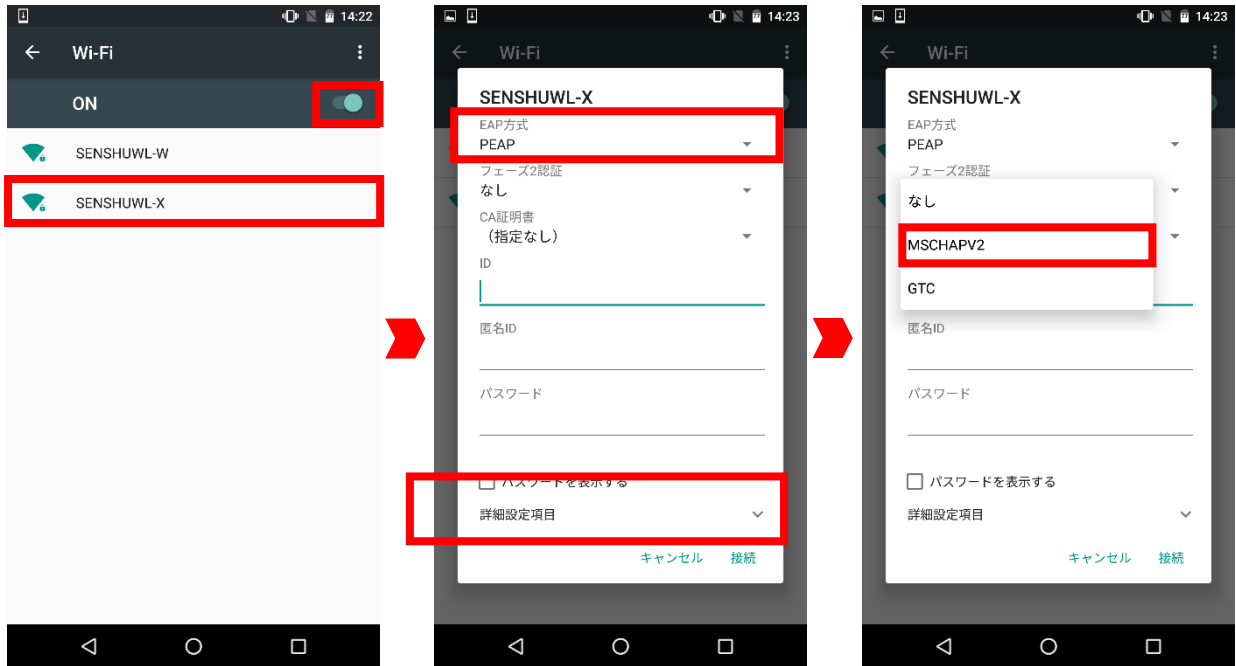 14:22
Wi-Fi
ON
SENSHUWL-W
SENSHUWL-X
14:23
Wi-Fi
SENSHUWL-X
EAP方式
PEAP
フェーズ2認証
なし
CA証明書
（指定なし）
ID
匿名ID
パスワード
パスワードを表示する
詳細設定項目
キャンセル 接続
14:23
Wi-Fi
SENSHUWL-X
EAP方式
PEAP
フェーズ2認証
なし
MSCHAPV2
GTC
匿名ID
パスワード
パスワードを表示する
詳細設定項目
キャンセル 接続